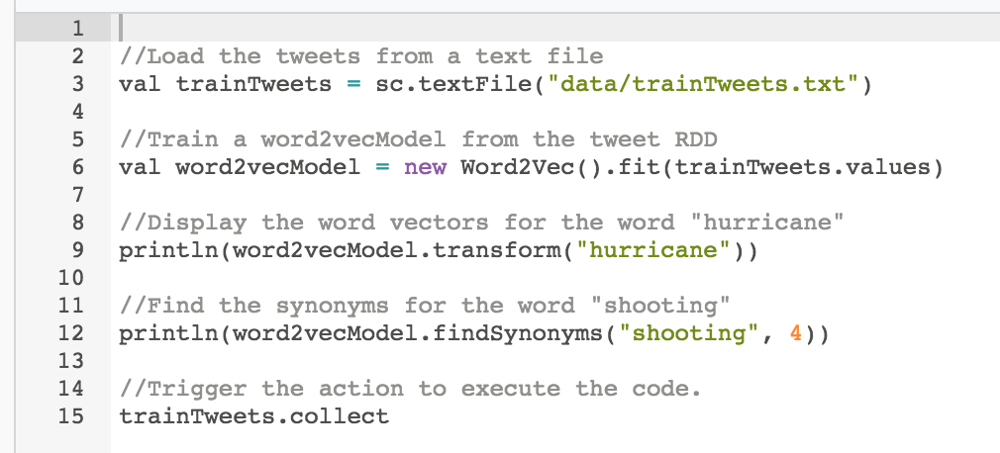 1
2 //Load the tweets from a text file
3 val trainTweets = sc.textFile("data/trainTweets.txt")
4
5 //Train a word2vecModel from the tweet RDD
6 val word2vecModel = new Word2Vec().fit(trainTweets.values)
7
8 //Display the word vectors for the word "hurricane"
9 println(word2vecModel.transform("hurricane"))
10
11 //Find the synonyms for the word "shooting"
12 println(word2vecModel.findSynonyms("shooting", 4))
13
14 //Trigger the action to execute the code.
15 trainTweets.collect